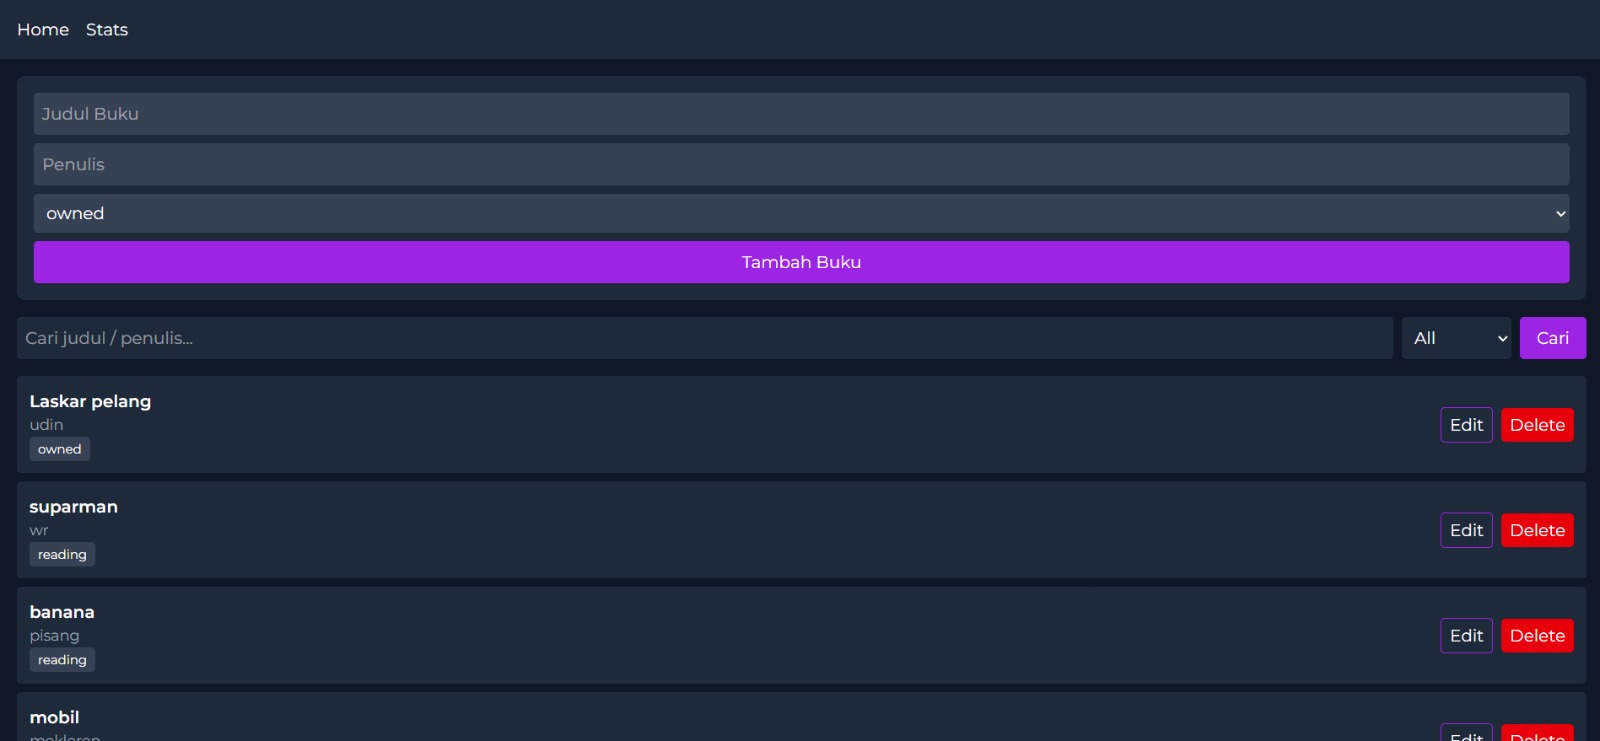 Home Stats
Judul Buku
Penulis
owned
Tambah Buku
Cari judul / penulis... All Cari
Laskar pelang
udin
owned
Edit Delete
suparman
wr
reading
Edit Delete
banana
pisang
reading
Edit Delete
mobil
mekleren
Edit Delete